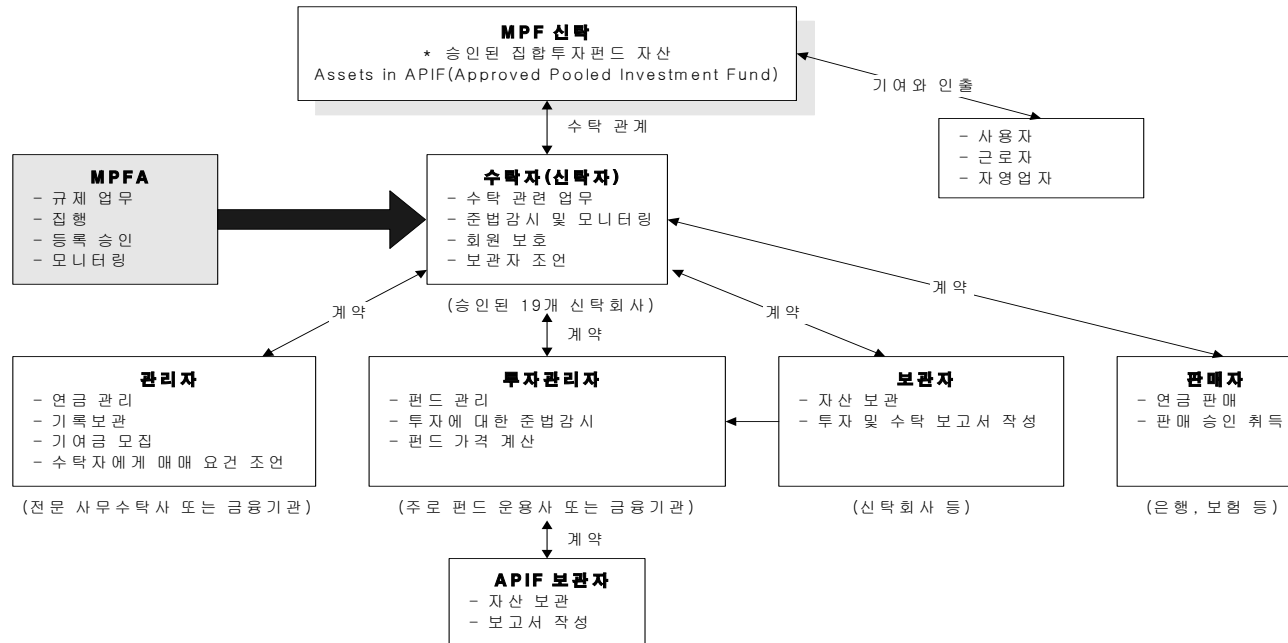 MPF 신탁
* 승인된 집합투자펀드 자산
Assets in APIF(Approved Pooled Investment Fund)
기여와 인출
수탁 관계
- 사용자
- 근로자
- 자영업자
MPFA
- 규제 업무
- 집행
- 등록 승인
- 모니터링
수탁자(신탁자)
- 수탁 관련 업무
- 준법감시 및 모니터링
- 회원 보호
- 보관자 조언
(승인된 19개 신탁회사)
계약
계약
계약
계약
관리자
- 연금 관리
- 기록보관
- 기여금 모집
- 수탁자에게 매매 요건 조언
(전문 사무수탁사 또는 금융기관)
투자관리자
- 펀드 관리
- 투자에 대한 준법감시
- 펀드 가격 계산
(주로 펀드 운용사 또는 금융기관)
보관자
- 자산 보관
- 투자 및 수탁 보고서 작성
(신탁회사 등)
판매자
- 연금 판매
- 판매 승인 취득
(은행, 보험 등)
계약
APIF 보관자
- 자산 보관
- 보고서 작성